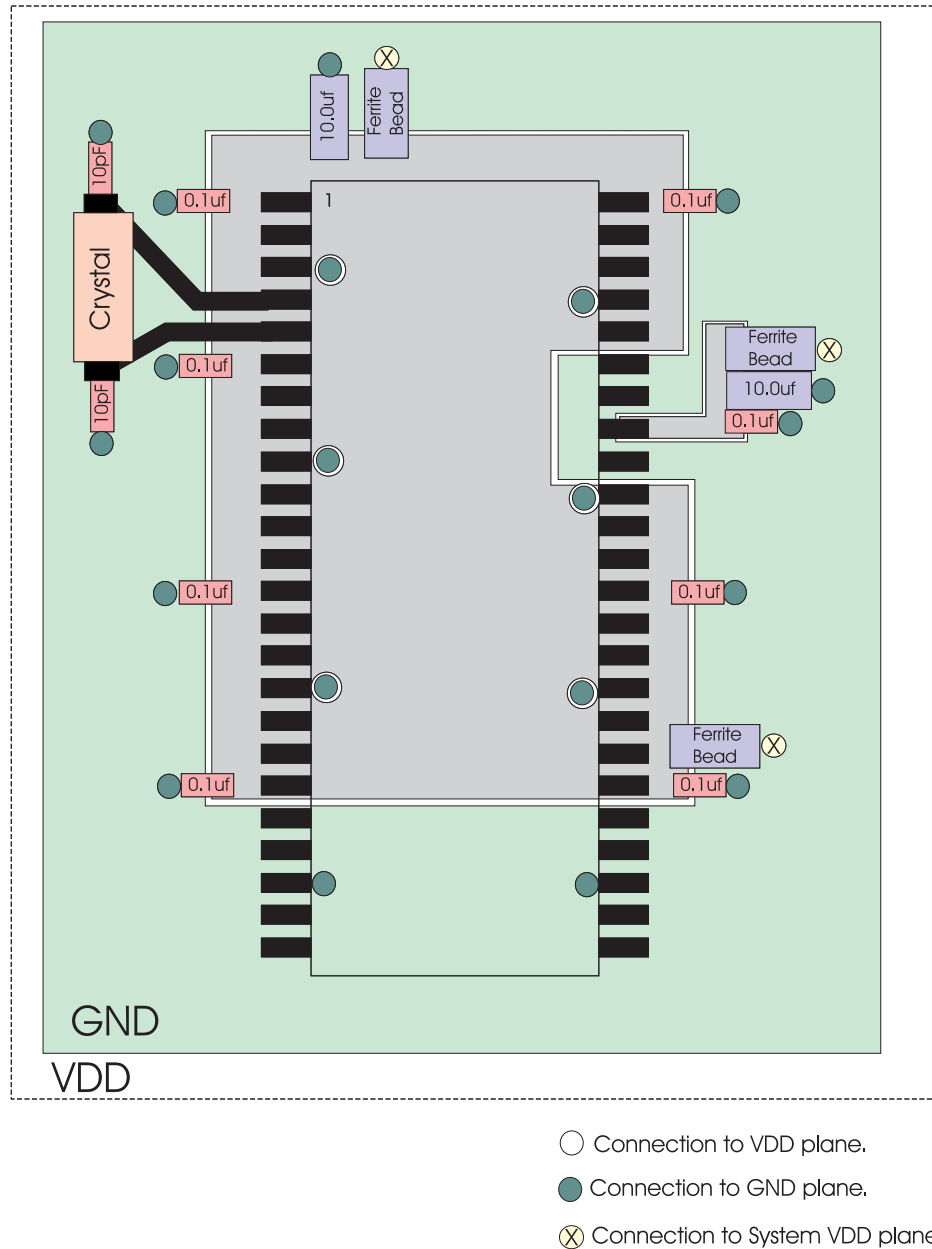 10.0uf
Ferrite
Bead
10pF
0.1uf
1
0.1uf
Crystal
Ferrite
Bead
0.1uf
10.0uf
10pF
0.1uf
0.1uf
0.1uf
Ferrite
Bead
0.1uf
0.1uf
GND
VDD
Connection to VDD plane.
Connection to GND plane.
X Connection to System VDD plane
X
X
X